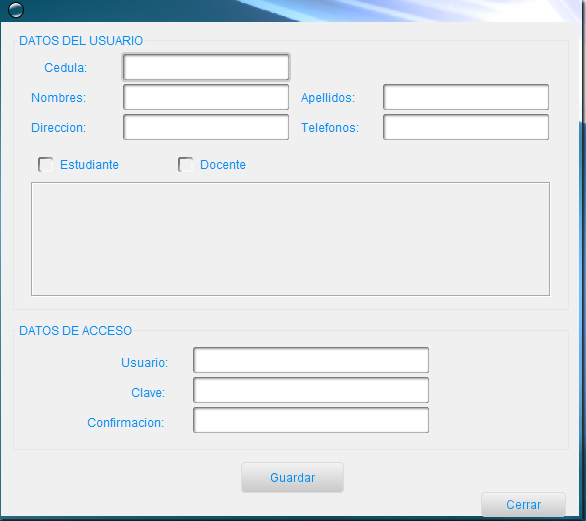 DATOS DEL USUARIO
Cedula:
Nombres: Apellidos:
Direccion: Telefonos:
Estudiante Docente
DATOS DE ACCESO
Usuario:
Clave:
Confirmacion:
Guardar
Cerrar